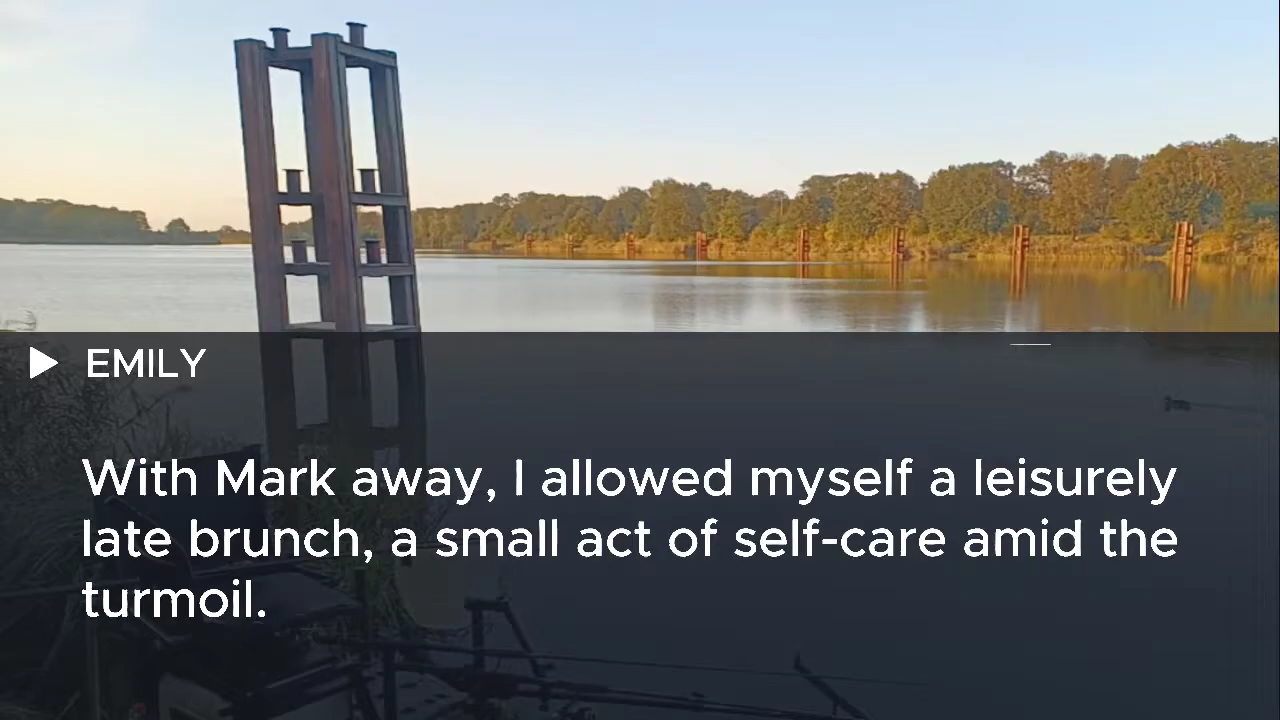 EMILY
With Mark away, I allowed myself a leisurely
late brunch, a small act of self-care amid the
turmoil.